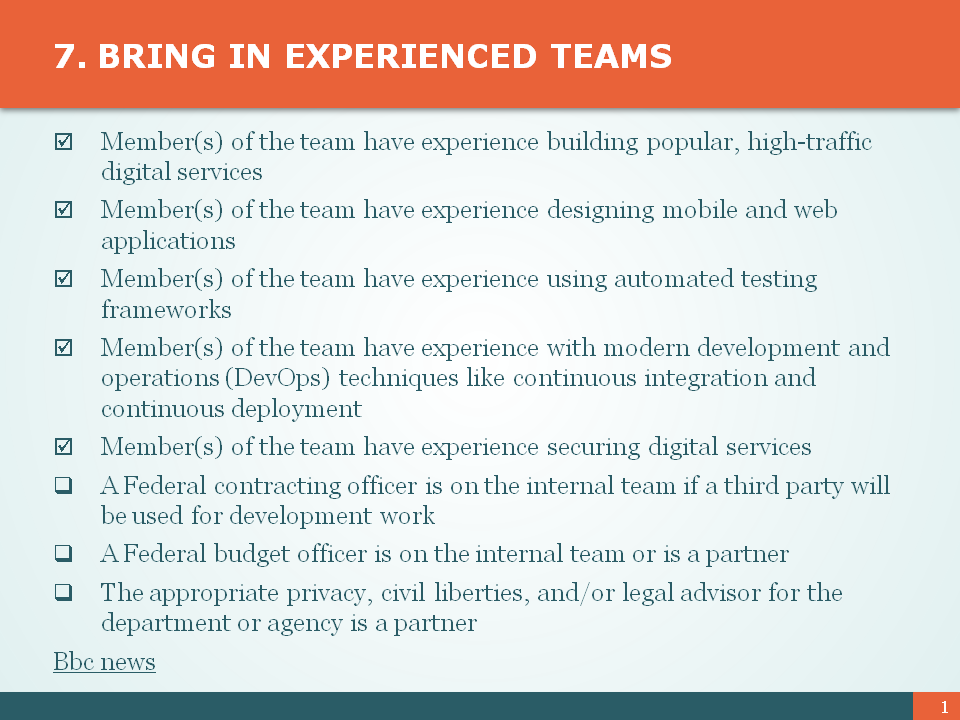 7. BRING IN EXPERIENCED TEAMS
☑ Member(s) of the team have experience building popular, high-traffic
digital services
☑ Member(s) of the team have experience designing mobile and web
applications
☑ Member(s) of the team have experience using automated testing
frameworks
☑ Member(s) of the team have experience with modern development and
operations (DevOps) techniques like continuous integration and
continuous deployment
☑ Member(s) of the team have experience securing digital services
❑ A Federal contracting officer is on the internal team if a third party will
be used for development work
❑ A Federal budget officer is on the internal team or is a partner
❑ The appropriate privacy, civil liberties, and/or legal advisor for the
department or agency is a partner
Bbc news
1